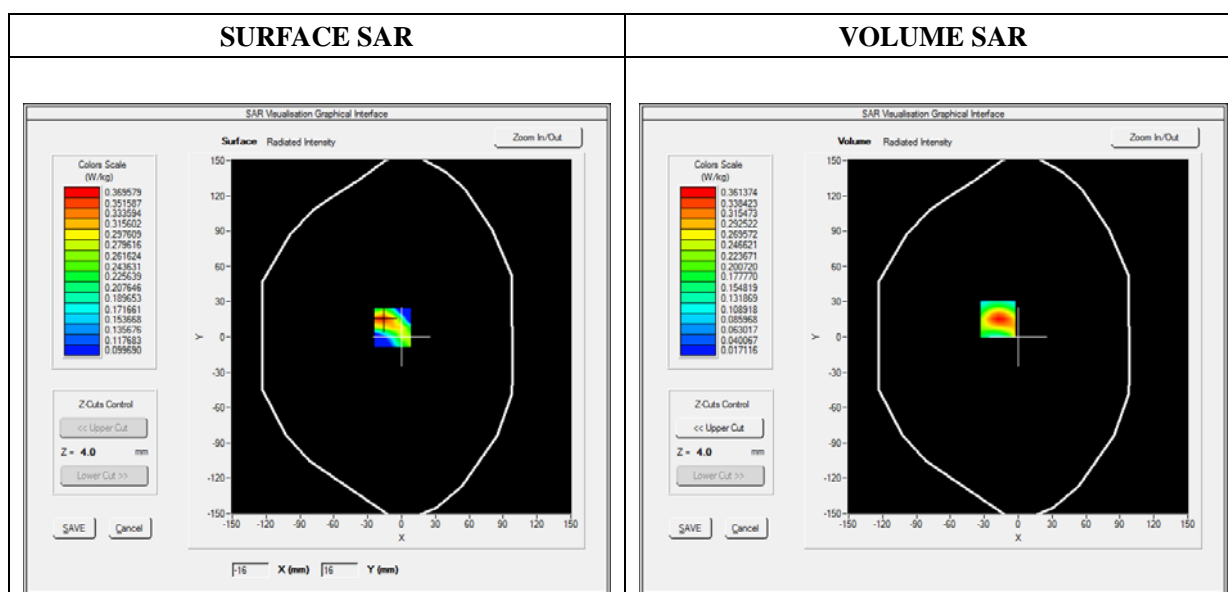 SURFACE SAR
VOLUME SAR
SAR Visualisation Graphical Interface
Surface Radiated Intensity
Zoom In/Out
Colors Scale
(W/kg)
0.369579
0.351587
0.333594
0.315602
0.297609
0.279616
0.261624
0.243631
0.225639
0.207646
0.189653
0.171661
0.153668
0.135676
0.117683
0.099690
Z-Cuts Control
<< Upper Cut
Z = 4.0 mm
Lower Cut >>
SAVE Cancel
150
120
90
60
30
0
-30
-60
-90
-120
-150
Y
-150 -120 -90 -60 -30 0 30 60 90 120 150
X
-16 X (mm) 16 Y (mm)
SAR Visualisation Graphical Interface
Volume Radiated Intensity
Zoom In/Out
Colors Scale
(W/kg)
0.361374
0.338423
0.315473
0.292522
0.269572
0.246621
0.223671
0.200720
0.177770
0.154819
0.131869
0.108918
0.085968
0.063017
0.040067
0.017116
Z-Cuts Control
<< Upper Cut
Z = 4.0 mm
Lower Cut >>
SAVE Cancel
150
120
90
60
30
0
-30
-60
-90
-120
-150
Y
-150 -120 -90 -60 -30 0 30 60 90 120 150
X